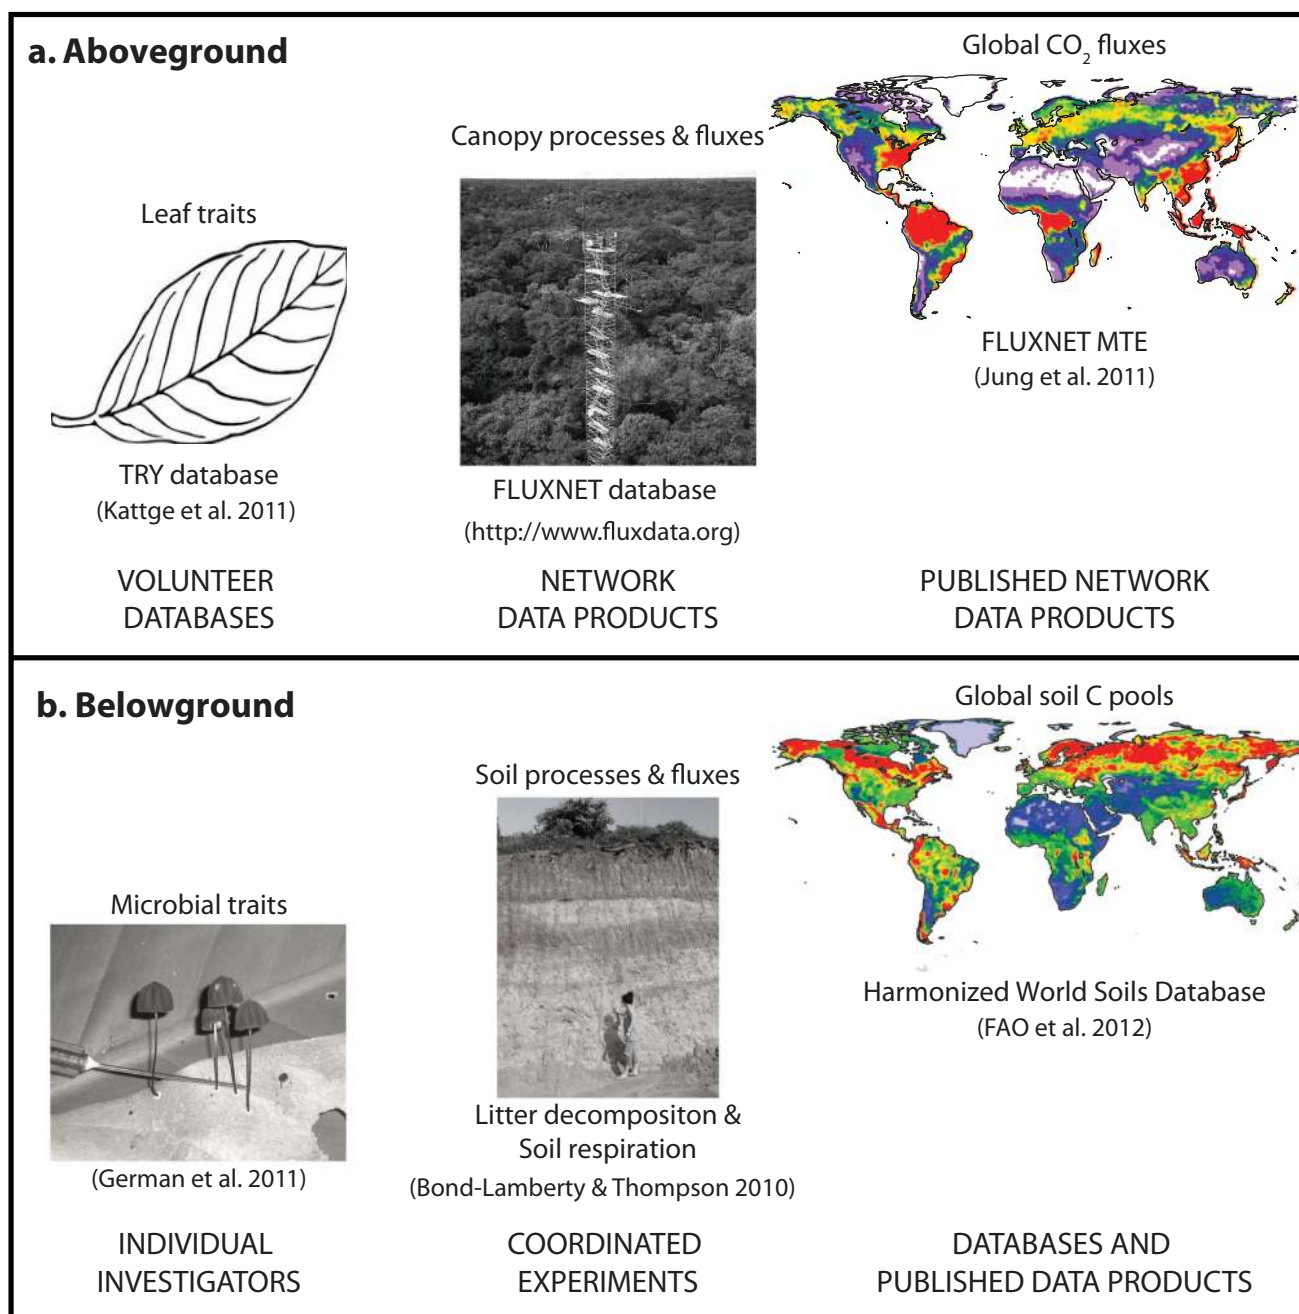 a. Aboveground
Global CO₂ fluxes
Canopy processes & fluxes
Leaf traits
FLUXNET MTE
(Jung et al. 2011)
TRY database
(Kattge et al. 2011)
FLUXNET database
(http://www.fluxdata.org)
VOLUNTEER
DATABASES
NETWORK
DATA PRODUCTS
PUBLISHED NETWORK
DATA PRODUCTS
b. Belowground
Global soil C pools
Soil processes & fluxes
Microbial traits
Harmonized World Soils Database
(FAO et al. 2012)
Litter decompositon &
Soil respiration
(German et al. 2011)
(Bond-Lamberty & Thompson 2010)
INDIVIDUAL
INVESTIGATORS
COORDINATED
EXPERIMENTS
DATABASES AND
PUBLISHED DATA PRODUCTS